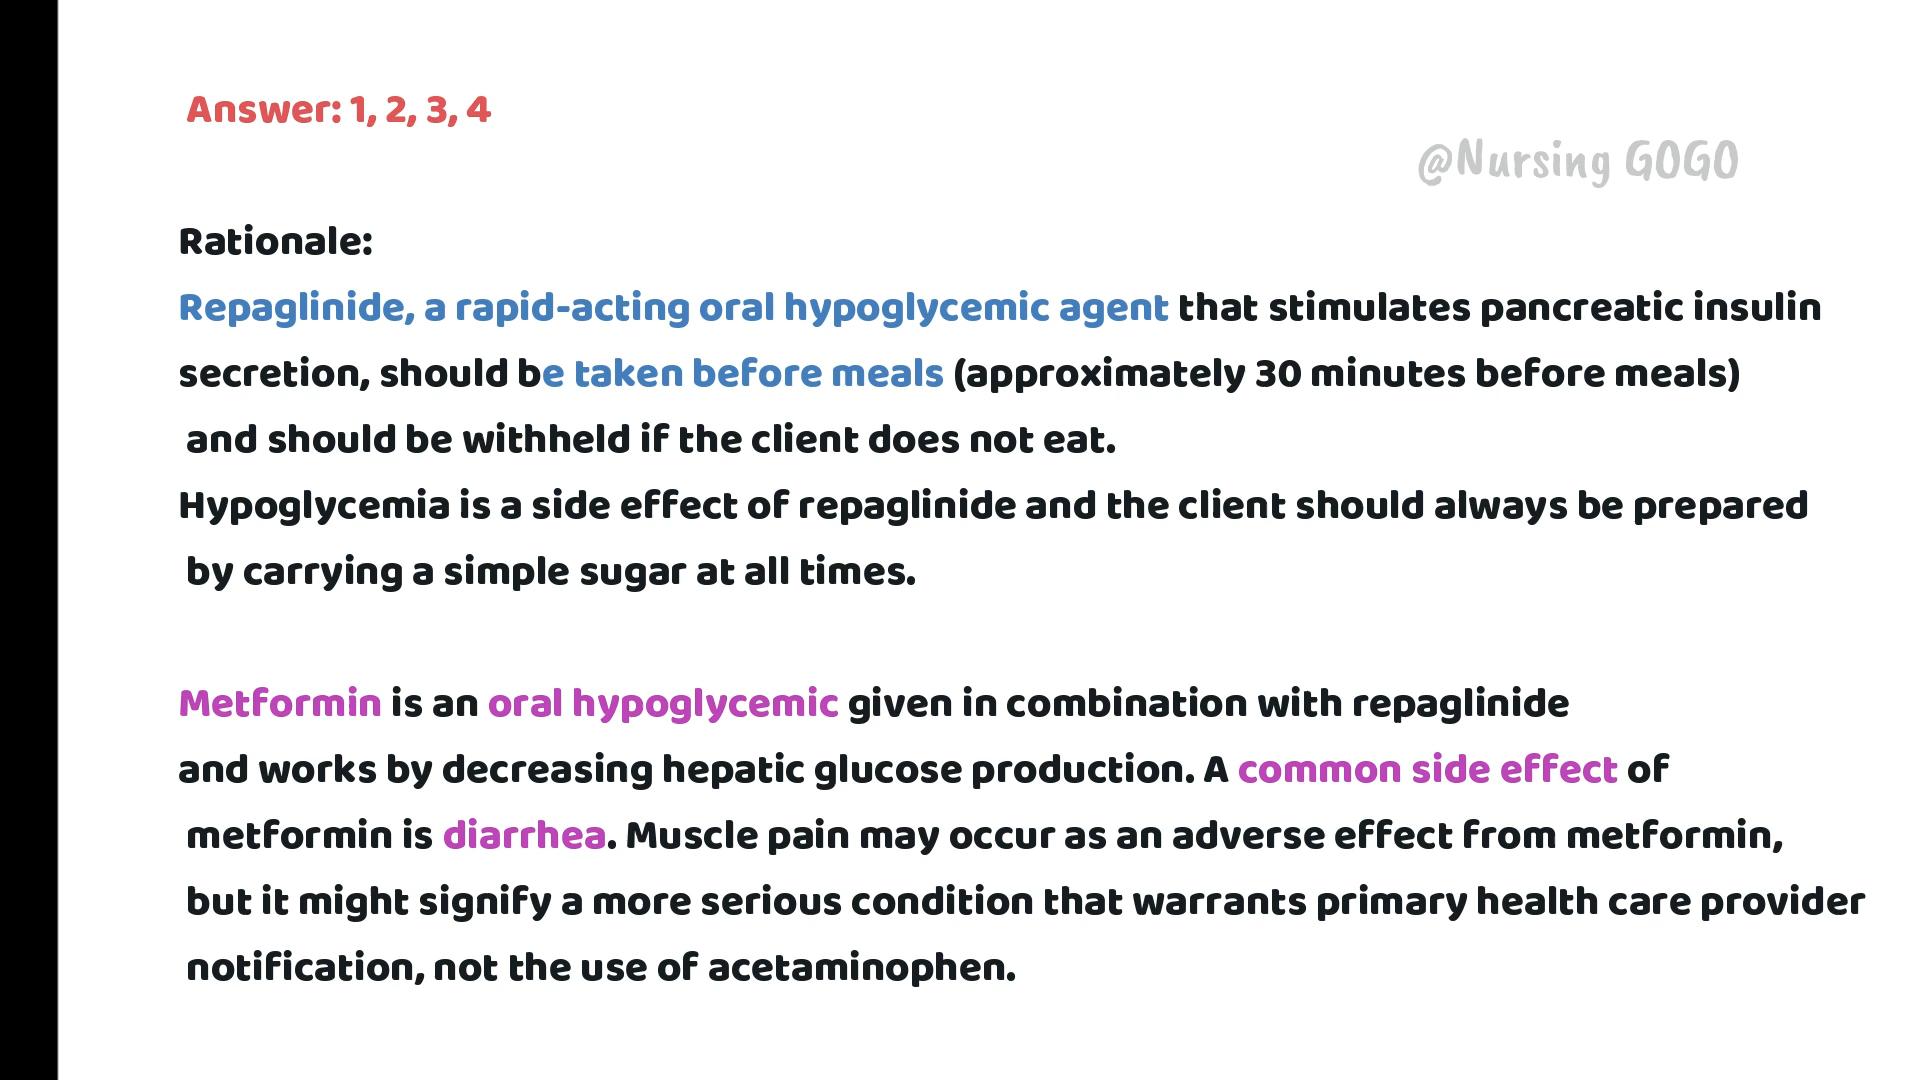 Answer: 1, 2, 3, 4
@Nursing GOGO
Rationale:
Repaglinide, a rapid-acting oral hypoglycemic agent that stimulates pancreatic insulin
secretion, should be taken before meals (approximately 30 minutes before meals)
and should be withheld if the client does not eat.
Hypoglycemia is a side effect of repaglinide and the client should always be prepared
by carrying a simple sugar at all times.
Metformin is an oral hypoglycemic given in combination with repaglinide
and works by decreasing hepatic glucose production. A common side effect of
metformin is diarrhea. Muscle pain may occur as an adverse effect from metformin,
but it might signify a more serious condition that warrants primary health care provider
notification, not the use of acetaminophen.